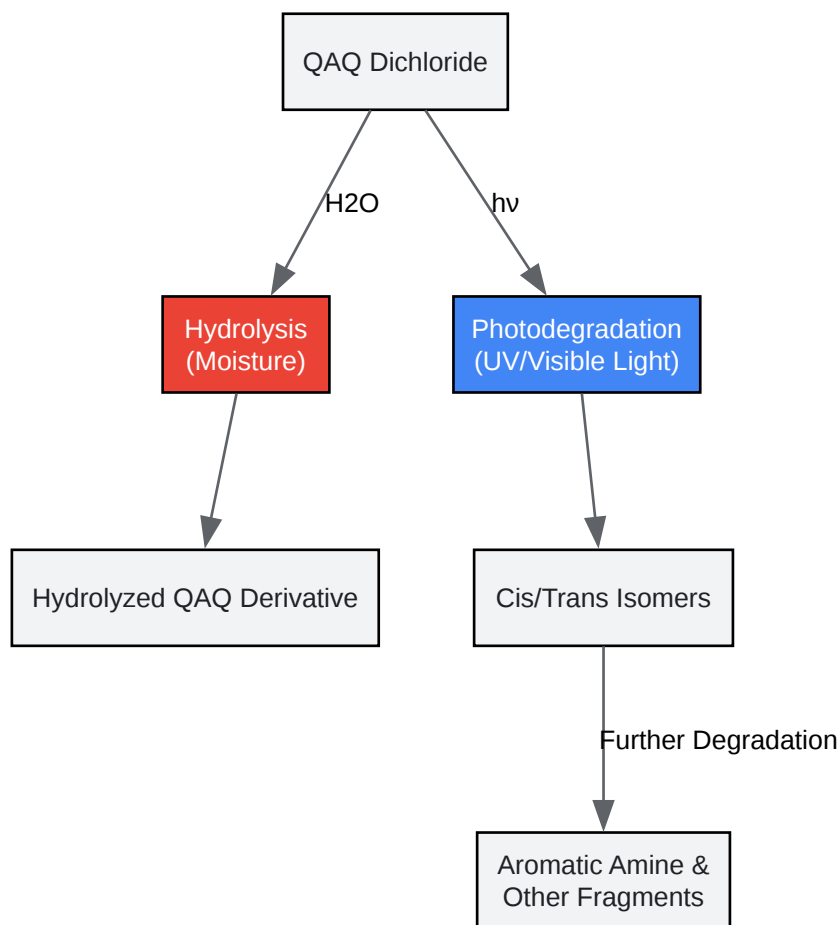 QAQ Dichloride
H2O
hν
Hydrolysis
(Moisture)
Photodegradation
(UV/Visible Light)
Hydrolyzed QAQ Derivative
Cis/Trans Isomers
Further Degradation
Aromatic Amine &
Other Fragments